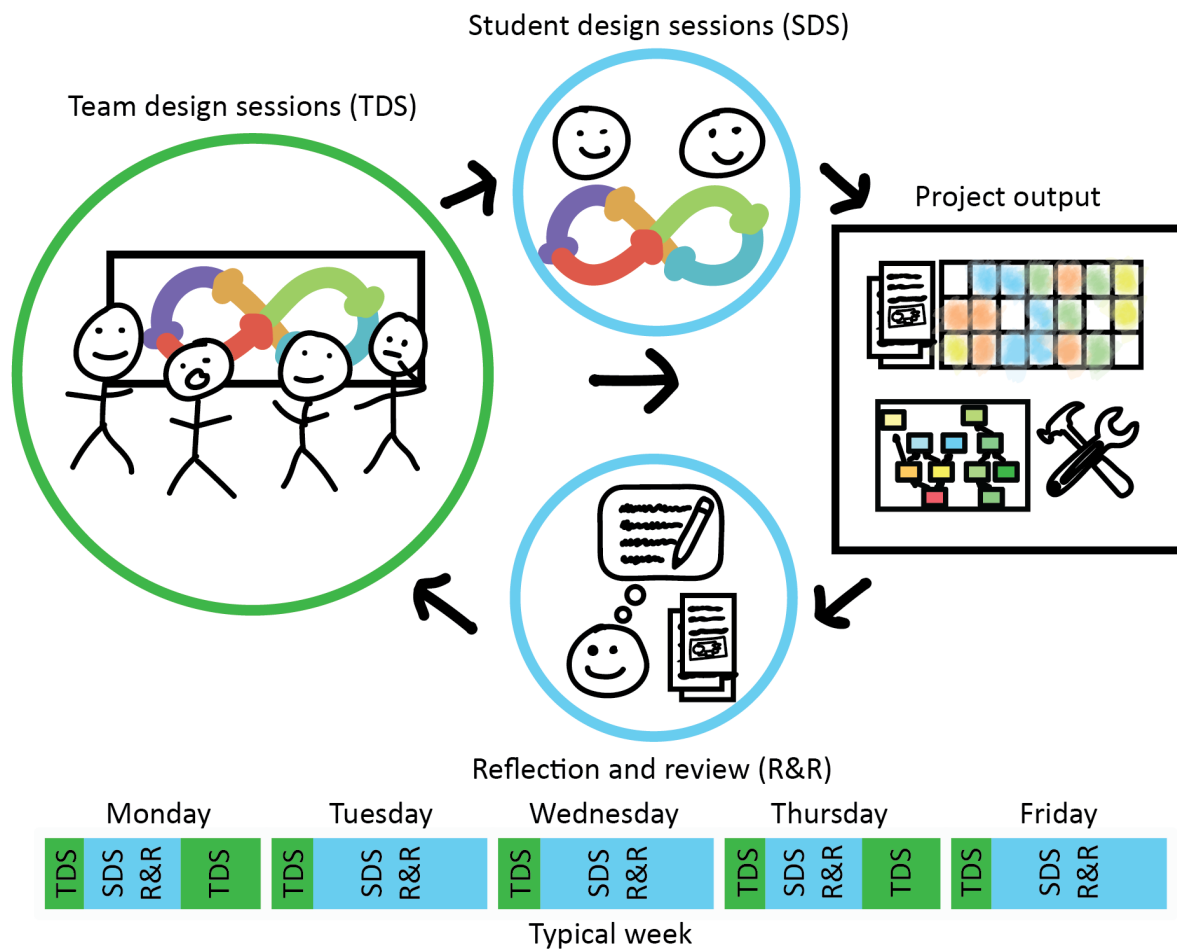 Student design sessions (SDS)
Team design sessions (TDS)
Project output
Reflection and review (R&R)
Monday
Tuesday
Wednesday
Thursday
Friday
TDS
SDS
R&R
TDS
TDS
SDS
R&R
TDS
SDS
R&R
TDS
SDS
R&R
TDS
TDS
SDS
R&R
Typical week